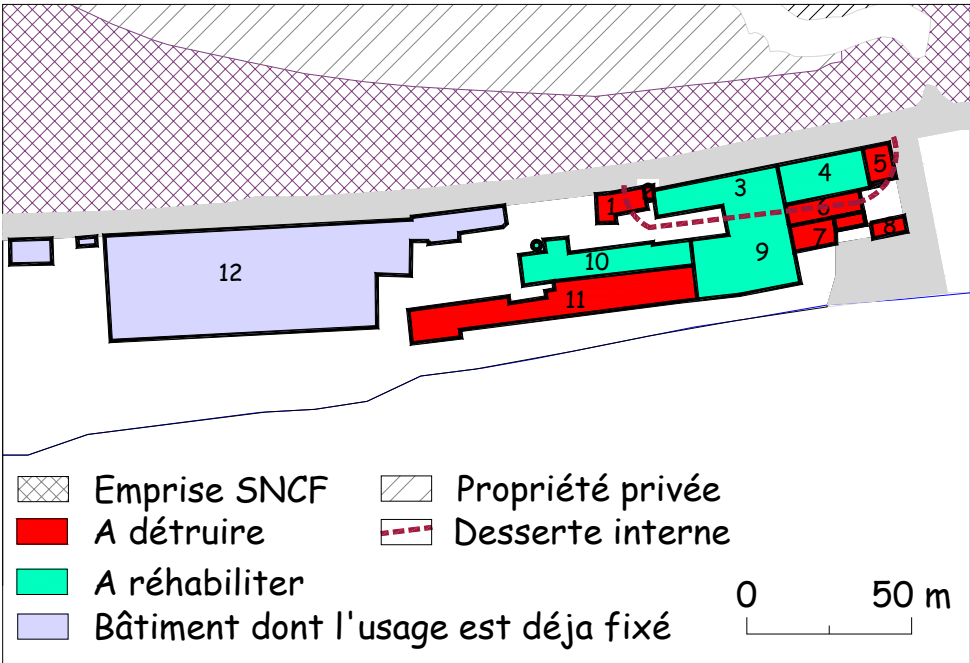 5
4
3
1
6
8
7
9
10
12
11
Emprise SNCF
Propriété privée
A détruire
Desserte interne
A réhabiliter
0 50 m
Bâtiment dont l'usage est déja fixé